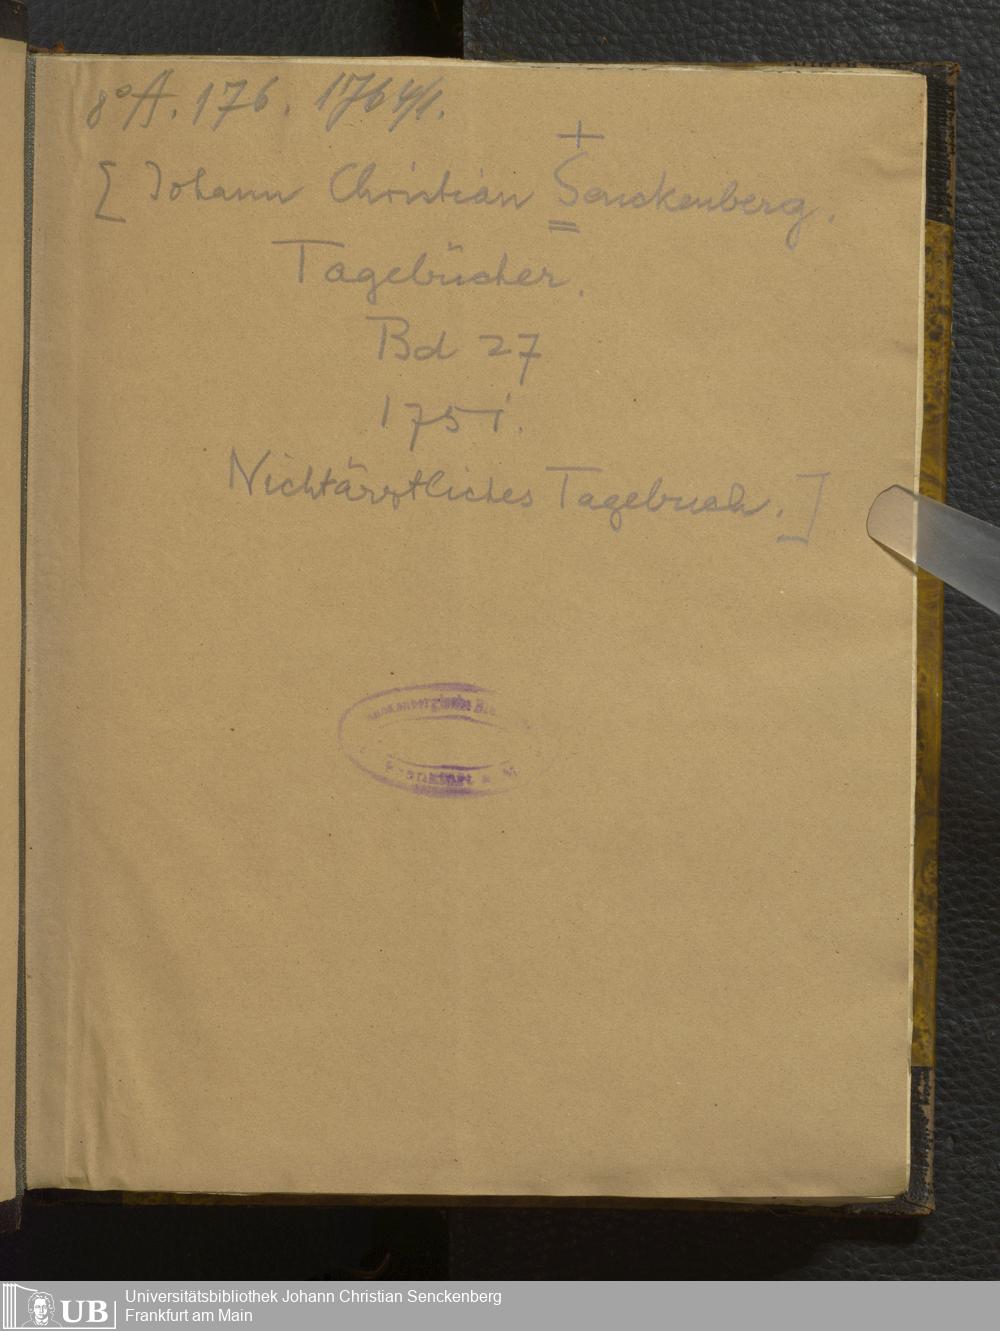 8° A. 176. 1764/1.
[ Johann Christian Senckenberg.
Tagebücher.
Bd 27
1751.
Nichtärztliches Tagebuch. ]
UB
Universitätsbibliothek Johann Christian Senckenberg
Frankfurt am Main